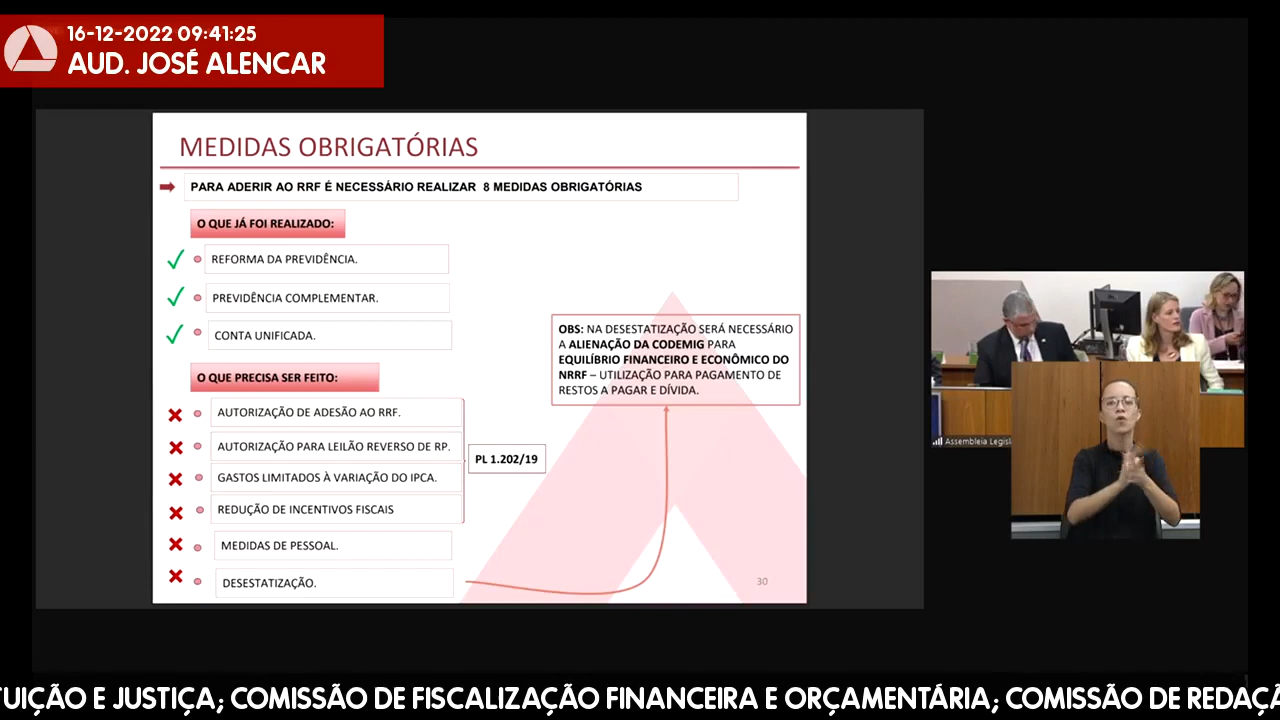 16-12-2022 09:41:25
AUD. JOSÉ ALENCAR
MEDIDAS OBRIGATÓRIAS
PARA ADERIR AO RRF É NECESSÁRIO REALIZAR 8 MEDIDAS OBRIGATÓRIAS
O QUE JÁ FOI REALIZADO:
REFORMA DA PREVIDÊNCIA.
PREVIDÊNCIA COMPLEMENTAR.
CONTA UNIFICADA.
O QUE PRECISA SER FEITO:
AUTORIZAÇÃO DE ADESÃO AO RRF.
AUTORIZAÇÃO PARA LEILÃO REVERSO DE RP.
GASTOS LIMITADOS À VARIAÇÃO DO IPCA.
REDUÇÃO DE INCENTIVOS FISCAIS
MEDIDAS DE PESSOAL.
DESESTATIZAÇÃO.
PL 1.202/19
OBS: NA DESESTATIZAÇÃO SERÁ NECESSÁRIO
A ALIENAÇÃO DA CODEMIG PARA
EQUILÍBRIO FINANCEIRO E ECONÔMICO DO
NRRF – UTILIZAÇÃO PARA PAGAMENTO DE
RESTOS A PAGAR E DÍVIDA.
30
Assembleia Legisl
TUIÇÃO E JUSTIÇA; COMISSÃO DE FISCALIZAÇÃO FINANCEIRA E ORÇAMENTÁRIA; COMISSÃO DE REDAÇÃ